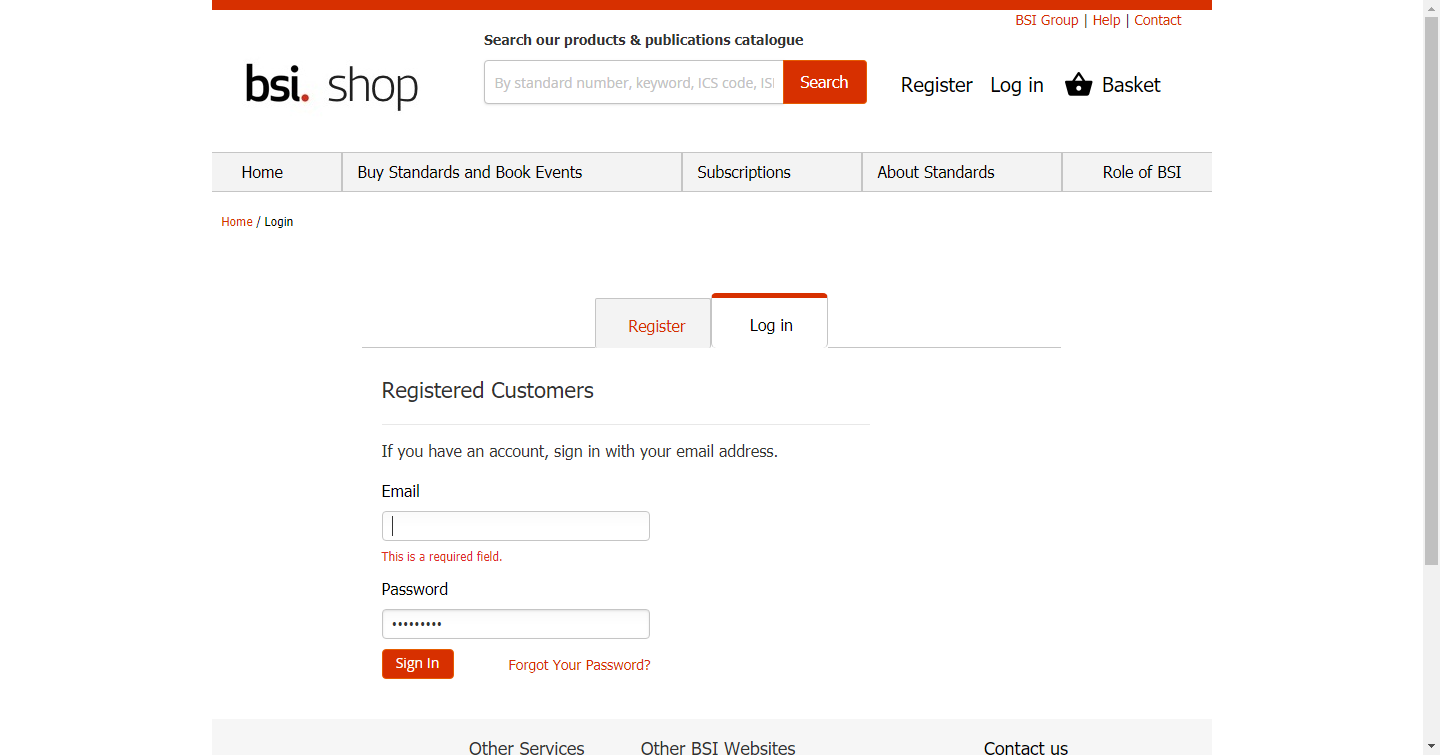 BSI Group | Help | Contact
Search our products & publications catalogue
bsi. shop
By standard number, keyword, ICS code, ISI
Search
Register
Log in
Basket
Home
Buy Standards and Book Events
Subscriptions
About Standards
Role of BSI
Home / Login
Register
Log in
Registered Customers
If you have an account, sign in with your email address.
Email
This is a required field.
Password
•••••••••
Sign In
Forgot Your Password?
Other Services
Other BSI Websites
Contact us